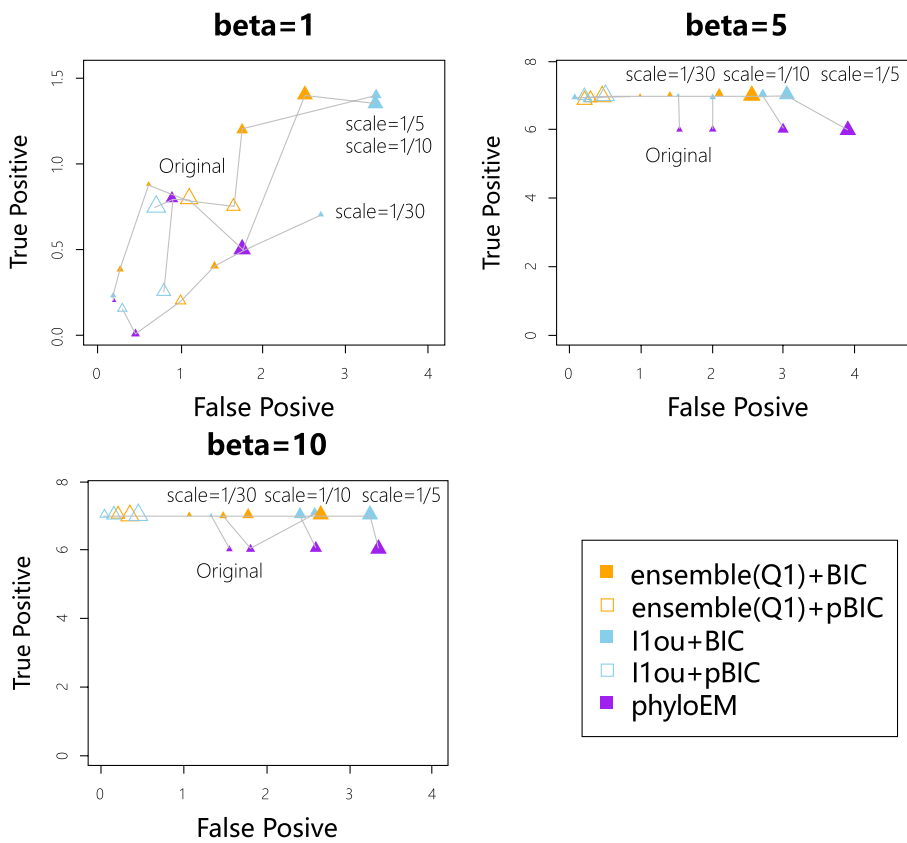 beta=1
True Positive
1.5
1.0
0.5
0.0
Original
scale=1/5
scale=1/10
scale=1/30
0 1 2 3 4
False Posive
beta=5
True Positive
8
6
4
2
0
scale=1/30 scale=1/10 scale=1/5
Original
0 1 2 3 4
False Posive
beta=10
True Positive
8
6
4
2
0
scale=1/30 scale=1/10 scale=1/5
Original
0 1 2 3 4
False Posive
ensemble(Q1)+BIC
ensemble(Q1)+pBIC
l1ou+BIC
l1ou+pBIC
phyloEM